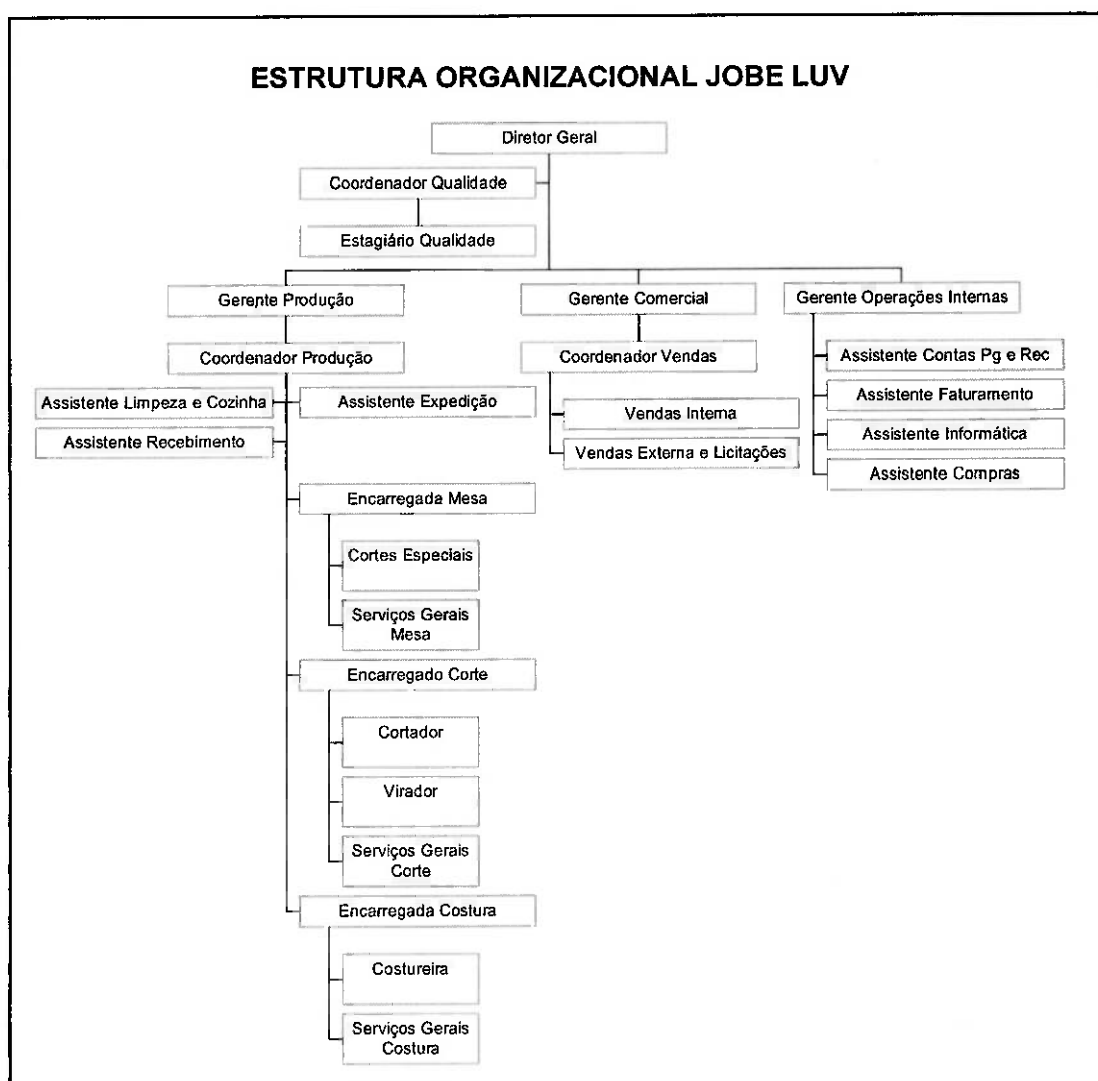 ESTRUTURA ORGANIZACIONAL JOBE LUV
Diretor Geral
Coordenador Qualidade
Estagiário Qualidade
Gerente Produção
Gerente Comercial
Gerente Operações Internas
Coordenador Produção
Coordenador Vendas
Assistente Contas Pg e Rec
Assistente Limpeza e Cozinha
Assistente Expedição
Vendas Interna
Assistente Faturamento
Assistente Recebimento
Vendas Externa e Licitações
Assistente Informática
Assistente Compras
Encarregada Mesa
Cortes Especiais
Serviços Gerais
Mesa
Encarregado Corte
Cortador
Virador
Serviços Gerais
Corte
Encarregada Costura
Costureira
Serviços Gerais
Costura